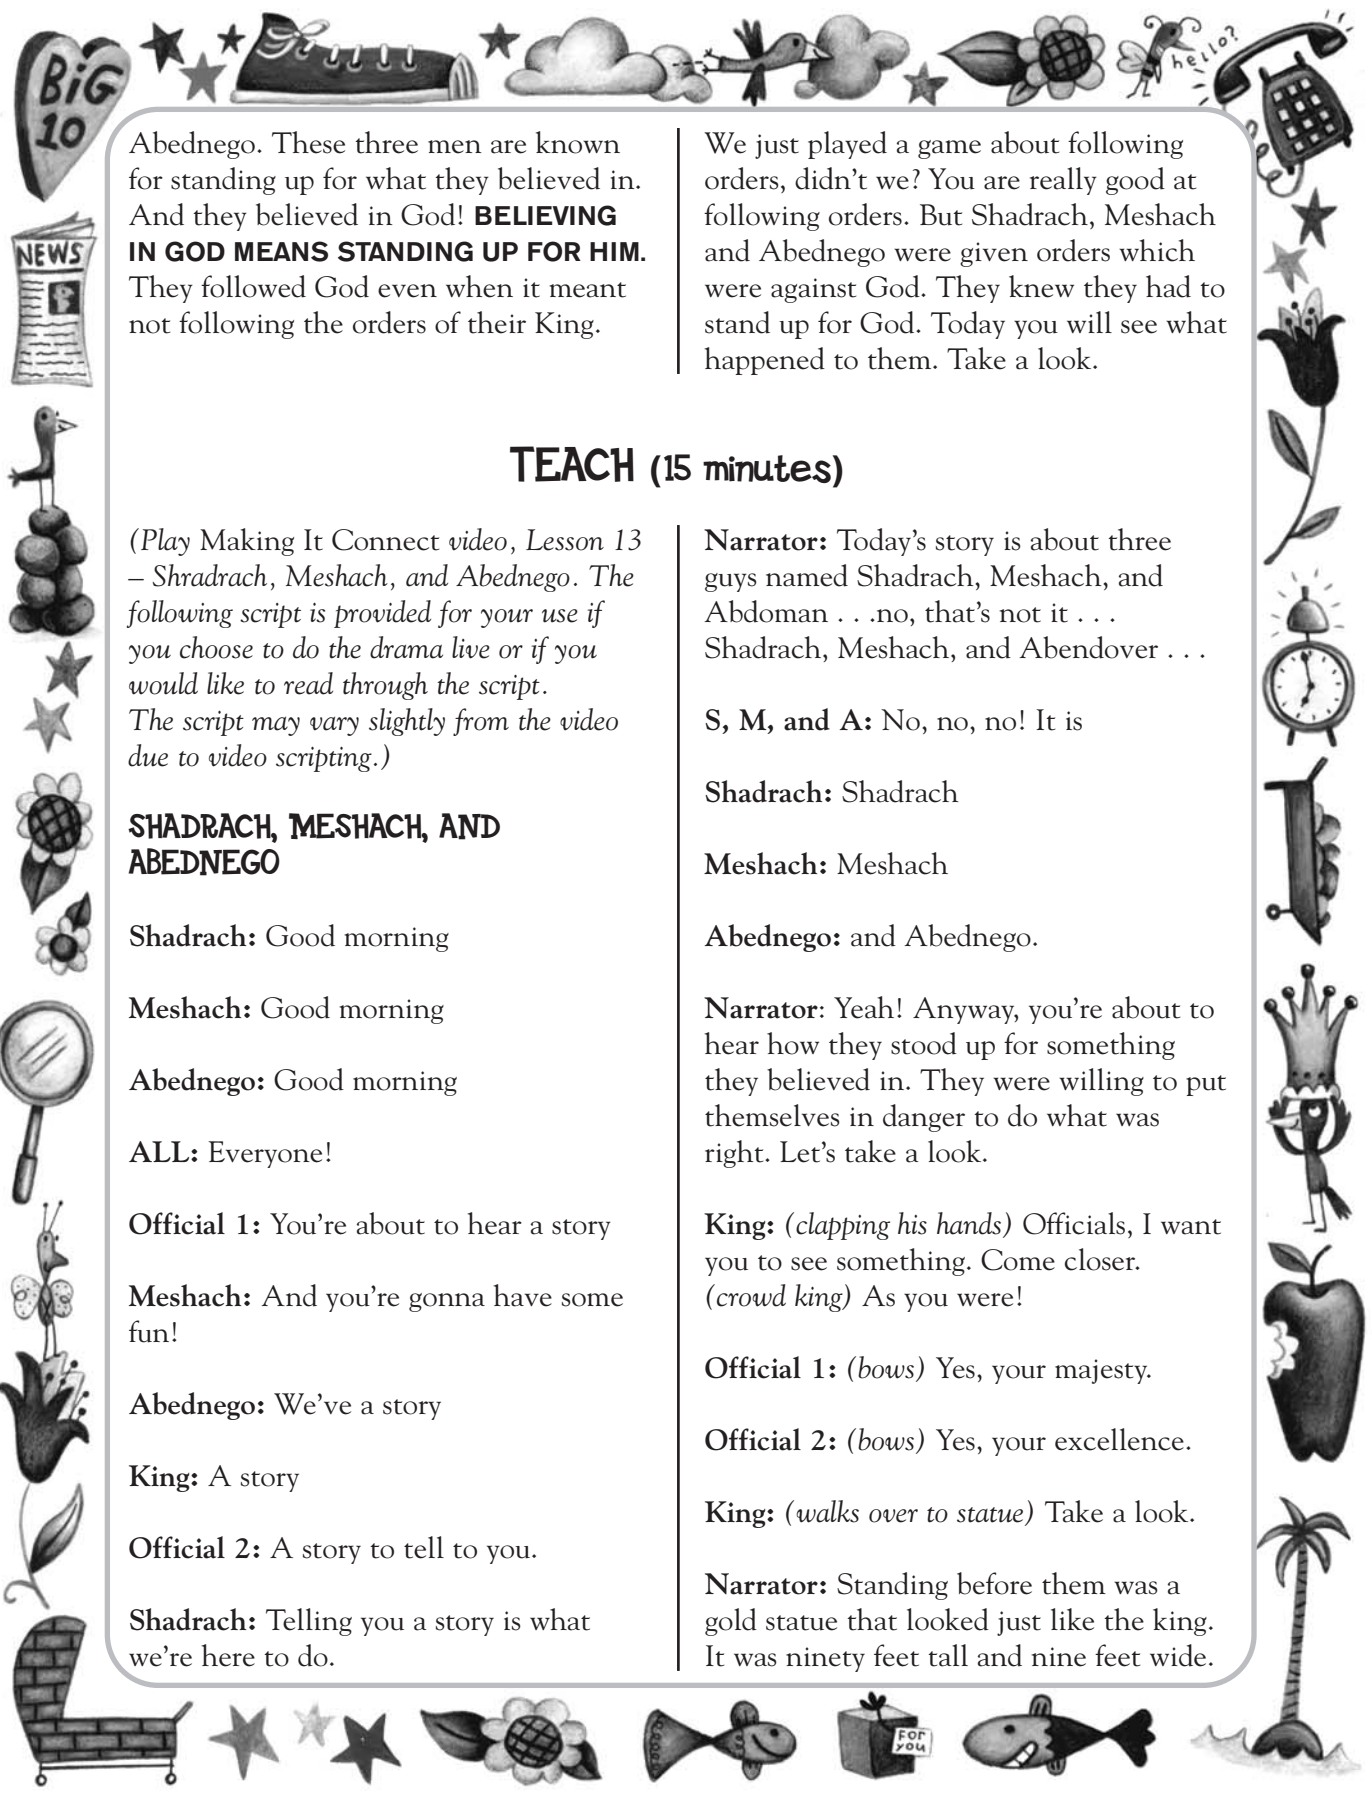 BiG
10
hello?
NEWS
Abednego. These three men are known
for standing up for what they believed in.
And they believed in God! BELIEVING
IN GOD MEANS STANDING UP FOR HIM.
They followed God even when it meant
not following the orders of their King.
We just played a game about following
orders, didn't we? You are really good at
following orders. But Shadrach, Meshach
and Abednego were given orders which
were against God. They knew they had to
stand up for God. Today you will see what
happened to them. Take a look.
TEACH (15 minutes)
(Play Making It Connect video, Lesson 13
– Shradrach, Meshach, and Abednego. The
following script is provided for your use if
you choose to do the drama live or if you
would like to read through the script.
The script may vary slightly from the video
due to video scripting.)
SHADRACH, MESHACH, AND
ABEDNEGO
Shadrach: Good morning
Meshach: Good morning
Abednego: Good morning
ALL: Everyone!
Official 1: You're about to hear a story
Meshach: And you're gonna have some
fun!
Abednego: We've a story
King: A story
Official 2: A story to tell to you.
Shadrach: Telling you a story is what
we're here to do.
Narrator: Today's story is about three
guys named Shadrach, Meshach, and
Abdoman . . .no, that's not it . . .
Shadrach, Meshach, and Abendover . . .
S, M, and A: No, no, no! It is
Shadrach: Shadrach
Meshach: Meshach
Abednego: and Abednego.
Narrator: Yeah! Anyway, you're about to
hear how they stood up for something
they believed in. They were willing to put
themselves in danger to do what was
right. Let's take a look.
King: (clapping his hands) Officials, I want
you to see something. Come closer.
(crowd king) As you were!
Official 1: (bows) Yes, your majesty.
Official 2: (bows) Yes, your excellence.
King: (walks over to statue) Take a look.
Narrator: Standing before them was a
gold statue that looked just like the king.
It was ninety feet tall and nine feet wide.
FOR
YOU